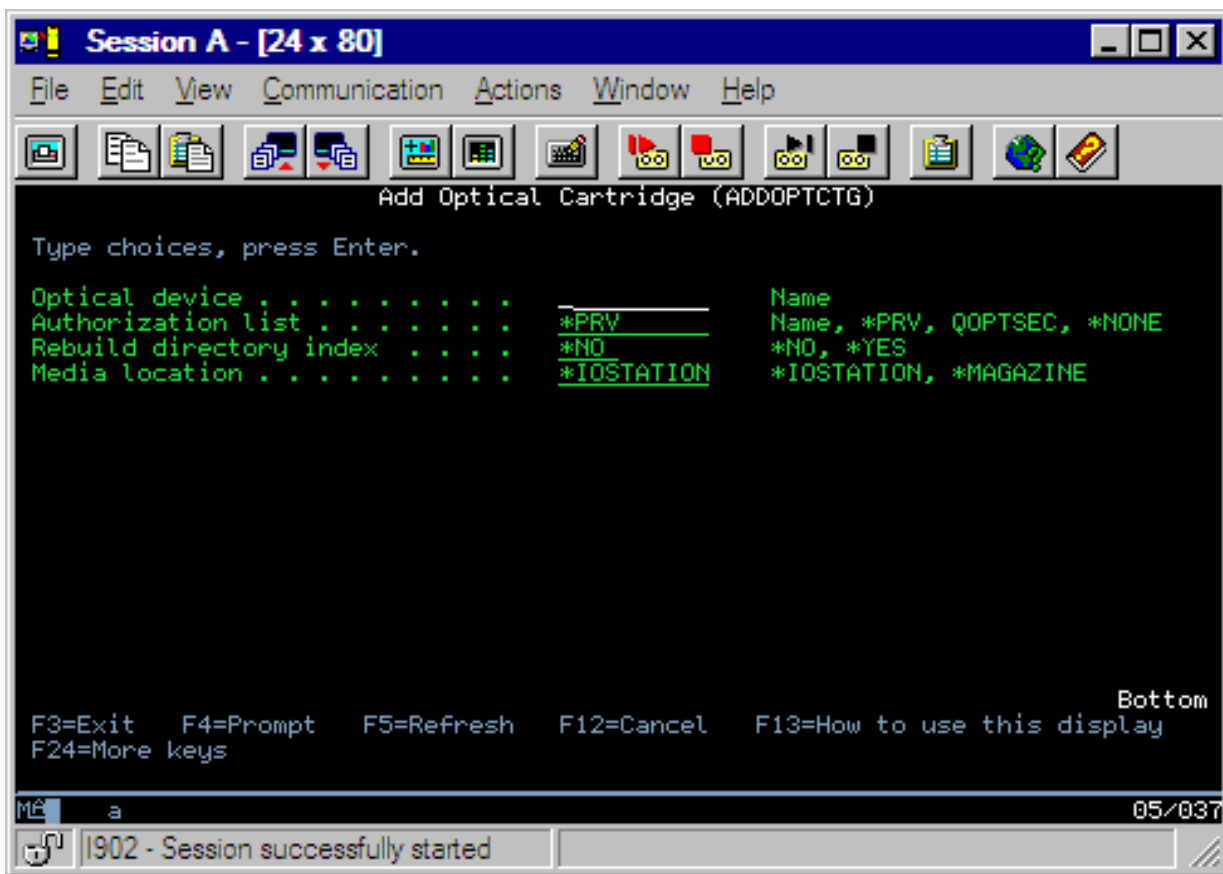 Session A - [24 x 80]
File Edit View Communication Actions Window Help
Add Optical Cartridge (ADDOPTCTG)
Type choices, press Enter.
Optical device . . . . . . . . . _ Name
Authorization list . . . . . . . *PRV Name, *PRV, QOPTSEC, *NONE
Rebuild directory index . . . . *NO *NO, *YES
Media location . . . . . . . . . *IOSTATION *IOSTATION, *MAGAZINE
Bottom
F3=Exit F4=Prompt F5=Refresh F12=Cancel F13=How to use this display
F24=More keys
a 05/037
I902 - Session successfully started